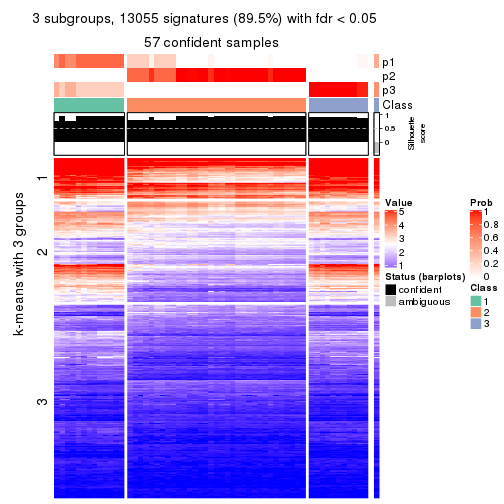 3 subgroups, 13055 signatures (89.5%) with fdr < 0.05
57 confident samples
p1
p2
p3
Class
1
0.5
0
Silhouette
score
k-means with 3 groups
1
2
3
Value
5
4
3
2
1
Status (barplots)
confident
ambiguous
Prob
1
0.8
0.6
0.4
0.2
0
Class
1
2
3